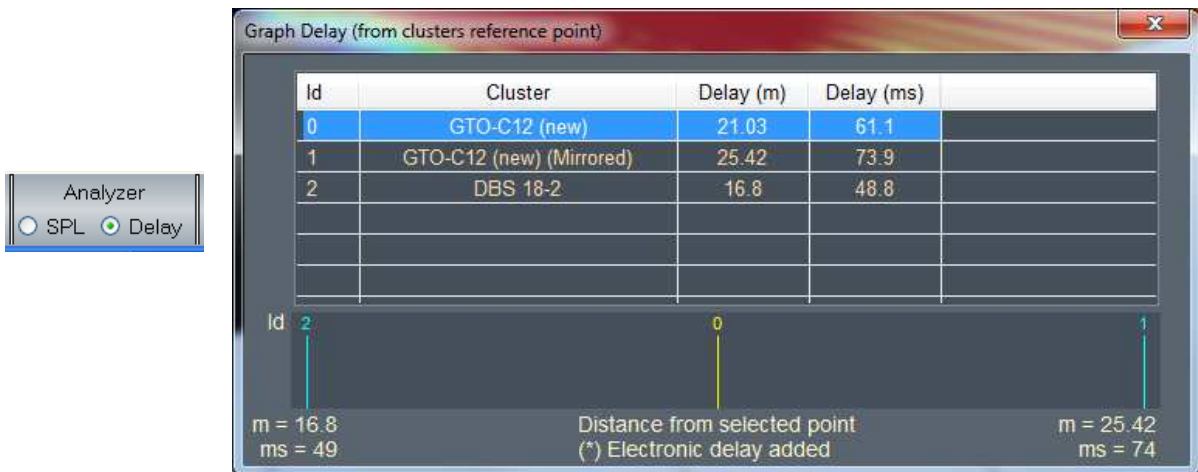 Analyzer
SPL Delay
Graph Delay (from clusters reference point)
Id Cluster Delay (m) Delay (ms)
0 GTO-C12 (new) 21.03 61.1
1 GTO-C12 (new) (Mirrored) 25.42 73.9
2 DBS 18-2 16.8 48.8
Id 2 0 1
m = 16.8 Distance from selected point m = 25.42
ms = 49 (*) Electronic delay added ms = 74